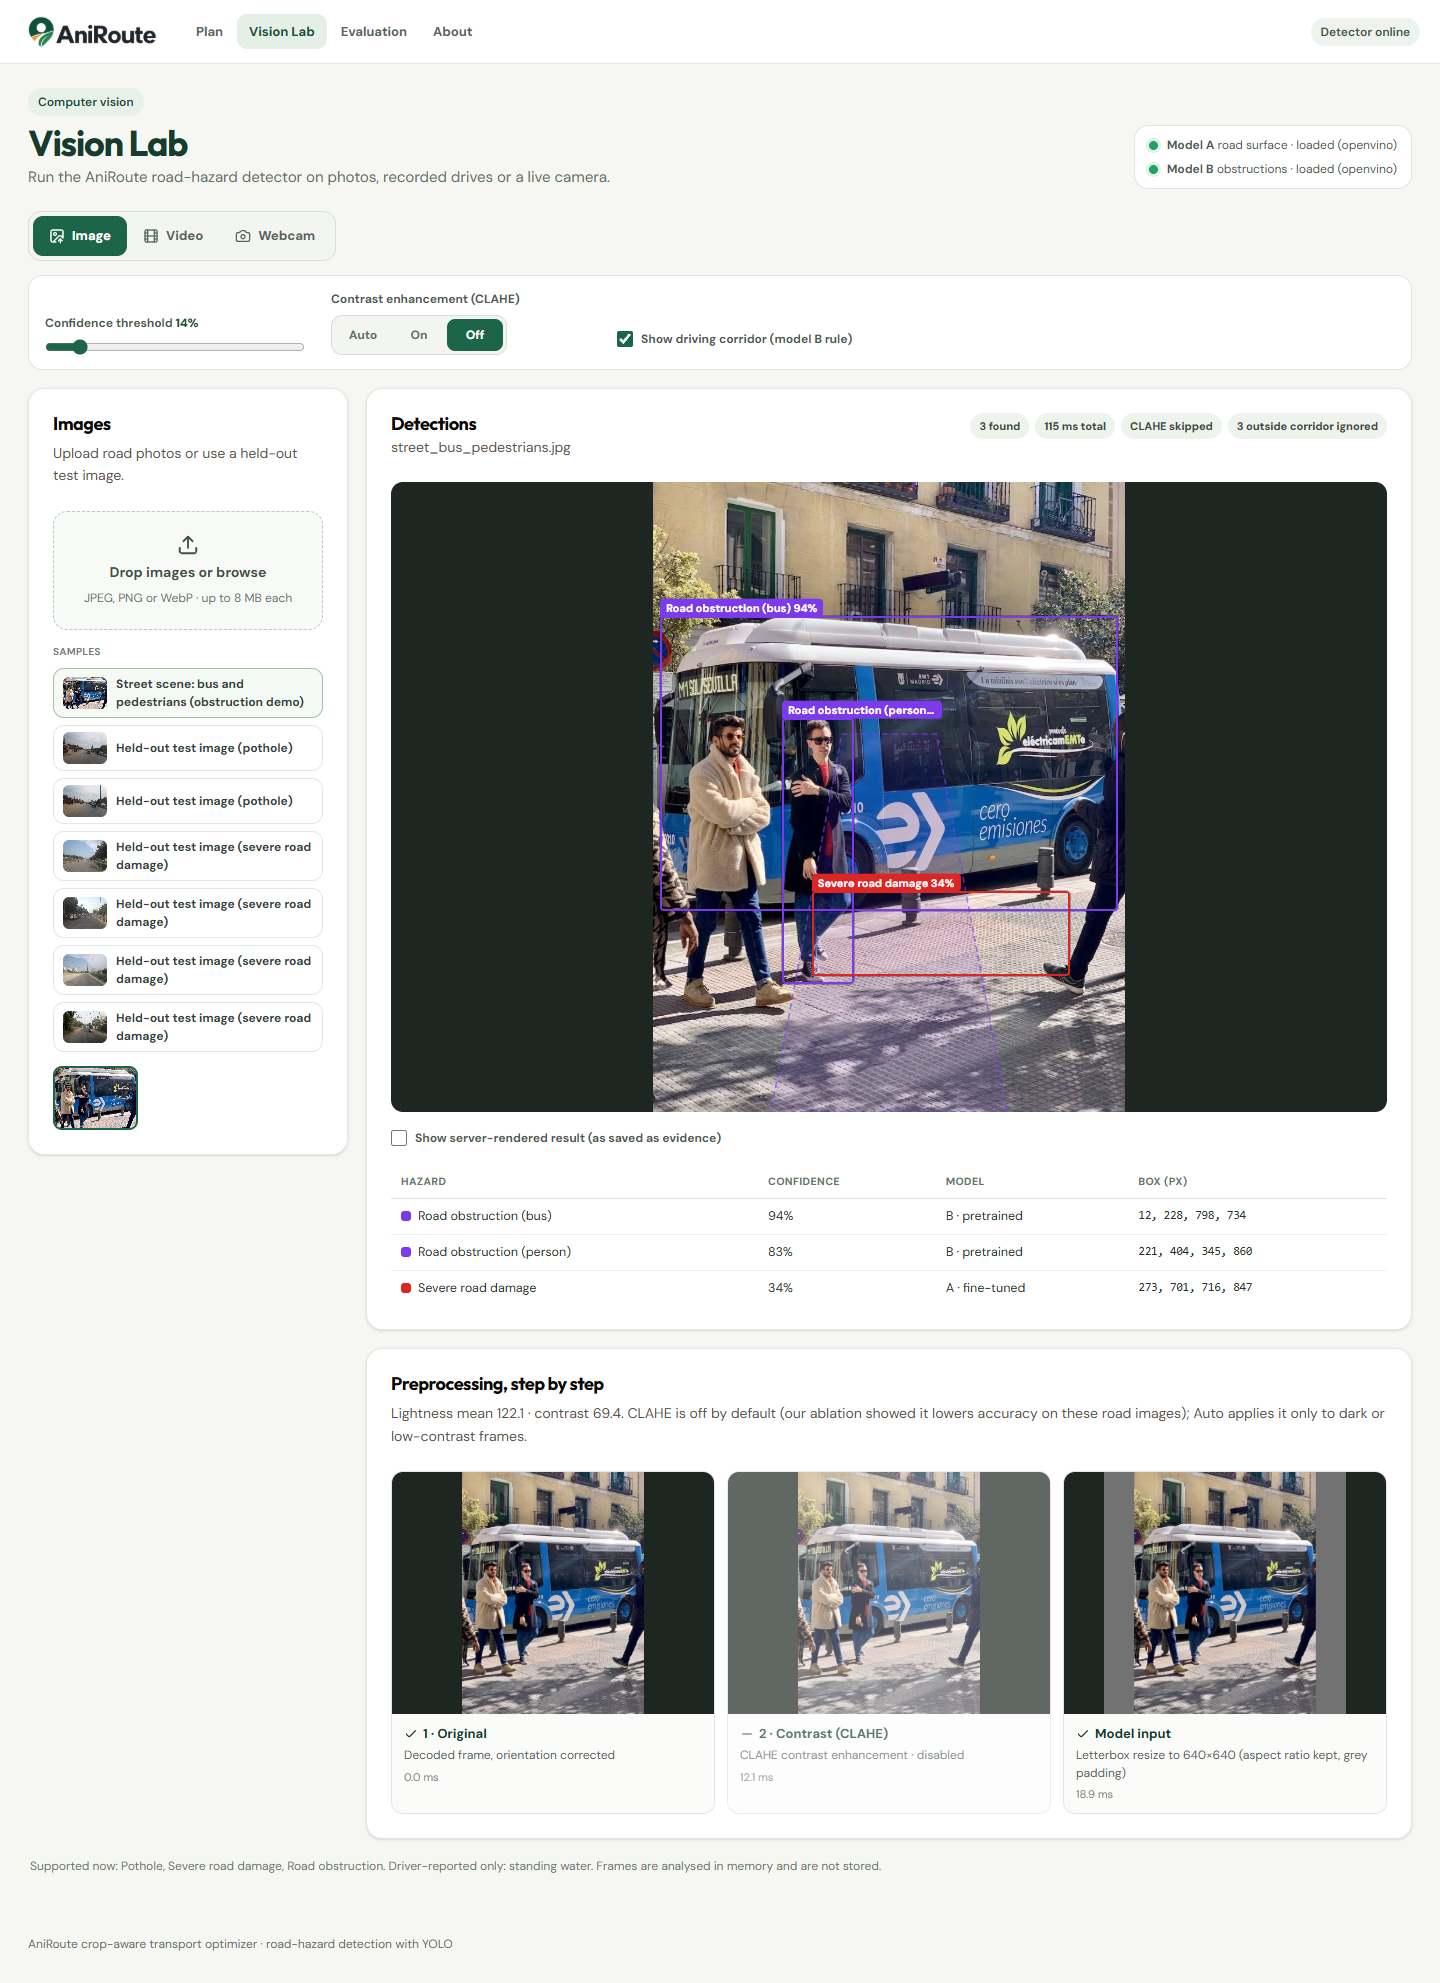 AniRoute
Plan
Vision Lab
Evaluation
About
Detector online
Computer vision
Vision Lab
Run the AniRoute road-hazard detector on photos, recorded drives or a live camera.
Model A road surface · loaded (openvino)
Model B obstructions · loaded (openvino)
Image
Video
Webcam
Confidence threshold 14%
Contrast enhancement (CLAHE)
Auto
On
Off
Show driving corridor (model B rule)
Images
Upload road photos or use a held-out
test image.
Drop images or browse
JPEG, PNG or WebP · up to 8 MB each
SAMPLES
Street scene: bus and
pedestrians (obstruction demo)
Held-out test image (pothole)
Held-out test image (pothole)
Held-out test image (severe road
damage)
Held-out test image (severe road
damage)
Held-out test image (severe road
damage)
Held-out test image (severe road
damage)
Detections
street_bus_pedestrians.jpg
3 found
115 ms total
CLAHE skipped
3 outside corridor ignored
Road obstruction (bus) 94%
M1 SOL/SEVILLA
Road obstruction (person...
eléctricamEMTe
cero
emisiones
Severe road damage 34%
Show server-rendered result (as saved as evidence)
HAZARD
CONFIDENCE
MODEL
BOX (PX)
Road obstruction (bus)
94%
B · pretrained
12, 228, 798, 734
Road obstruction (person)
83%
B · pretrained
221, 404, 345, 860
Severe road damage
34%
A · fine-tuned
273, 701, 716, 847
Preprocessing, step by step
Lightness mean 122.1 · contrast 69.4. CLAHE is off by default (our ablation showed it lowers accuracy on these road images); Auto applies it only to dark or
low-contrast frames.
1 · Original
Decoded frame, orientation corrected
0.0 ms
2 · Contrast (CLAHE)
CLAHE contrast enhancement · disabled
12.1 ms
Model input
Letterbox resize to 640×640 (aspect ratio kept, grey
padding)
18.9 ms
Supported now: Pothole, Severe road damage, Road obstruction. Driver-reported only: standing water. Frames are analysed in memory and are not stored.
AniRoute crop-aware transport optimizer · road-hazard detection with YOLO